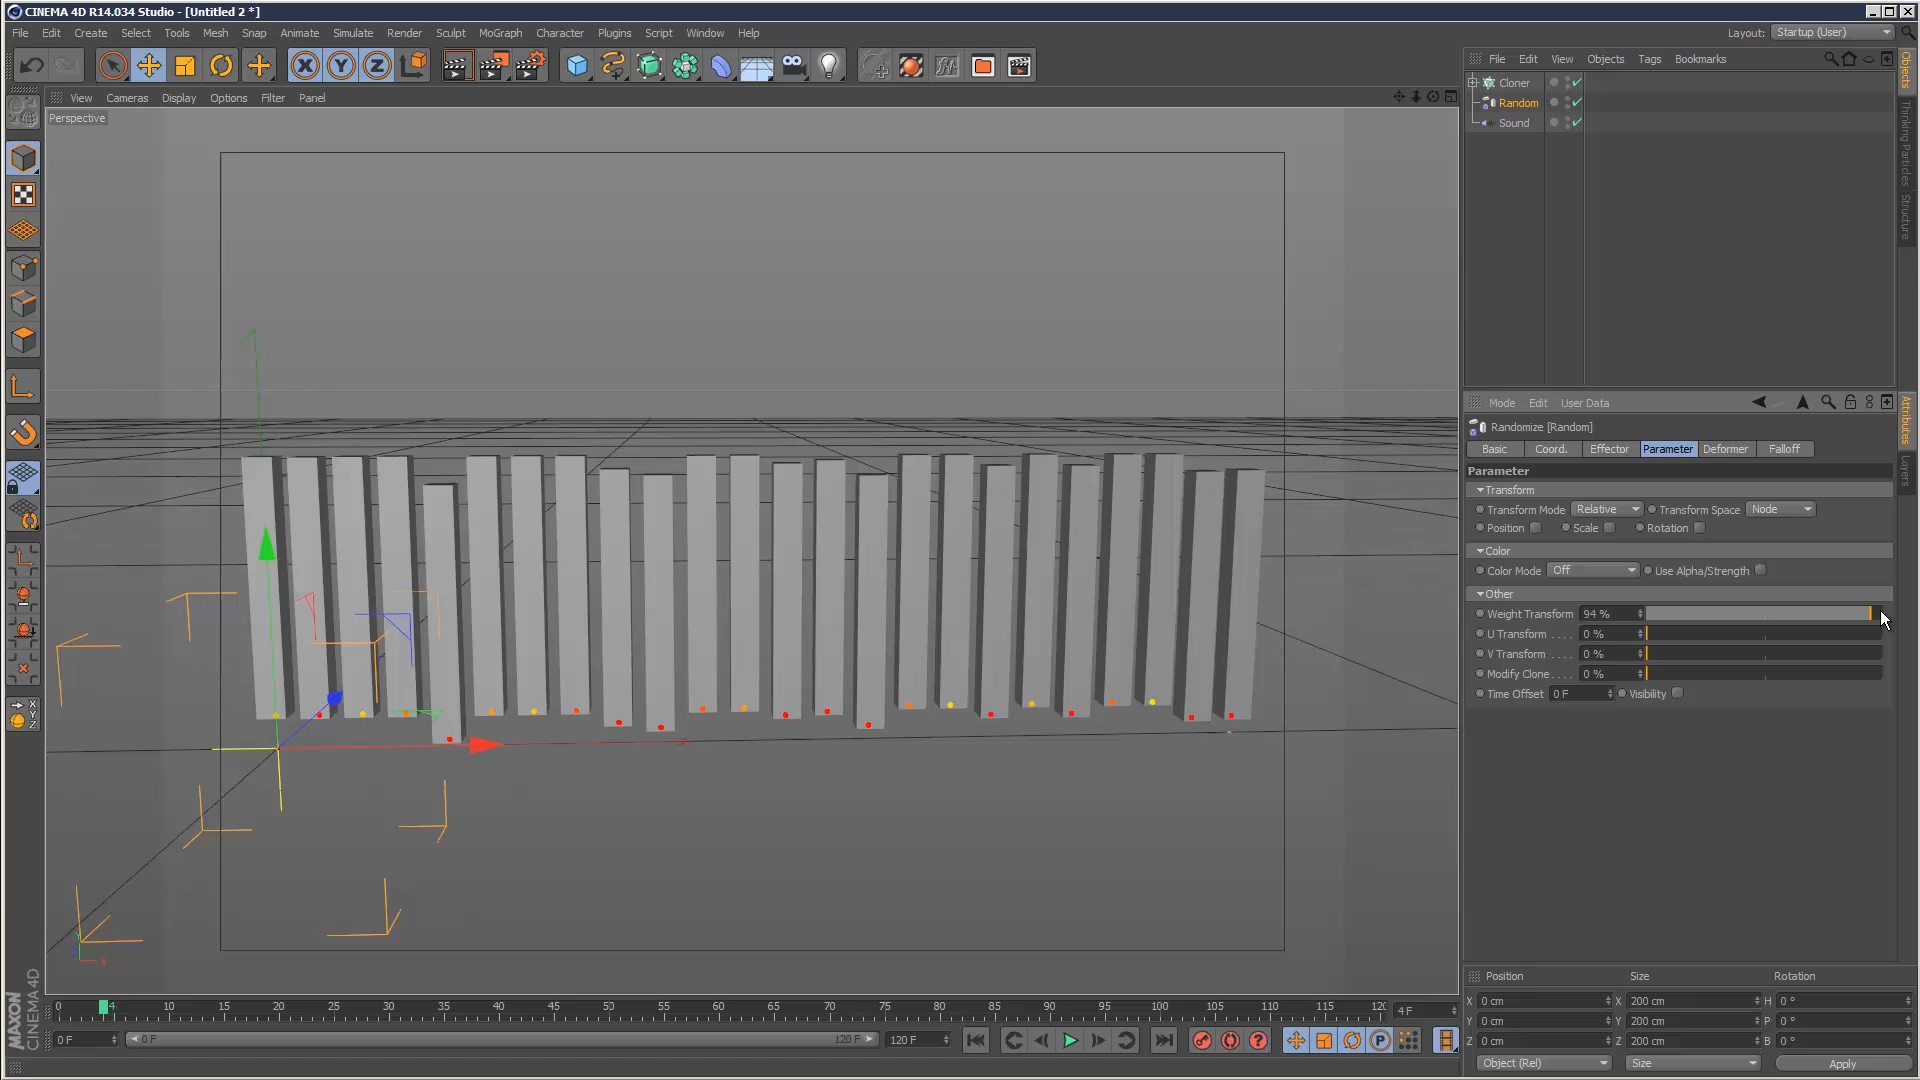 CINEMA 4D R14.034 Studio - [Untitled 2 *]
File Edit Create Select Tools Mesh Snap Animate Simulate Render Sculpt MoGraph Character Plugins Script Window Help
Layout: Startup (User)
View Cameras Display Options Filter Panel
Perspective
File Edit View Objects Tags Bookmarks
Cloner
Random
Sound
Objects
Thinking Particles
Structure
Mode Edit User Data
Randomize [Random]
Basic Coord. Effector Parameter Deformer Falloff
Parameter
Transform
Transform Mode Relative Transform Space Node
Position Scale Rotation
Color
Color Mode Off Use Alpha/Strength
Other
Weight Transform 94 %
U Transform . . . . 0 %
V Transform . . . . 0 %
Modify Clone . . . . 0 %
Time Offset 0 F Visibility
Attributes
Layers
X Y Z
MAXON CINEMA 4D
0 4 10 15 20 25 30 35 40 45 50 55 60 65 70 75 80 85 90 95 100 105 110 115 120
4 F
0 F 0 F 120 F 120 F
Position Size Rotation
X 0 cm X 200 cm H 0 °
Y 0 cm Y 200 cm P 0 °
Z 0 cm Z 200 cm B 0 °
Object (Rel) Size Apply